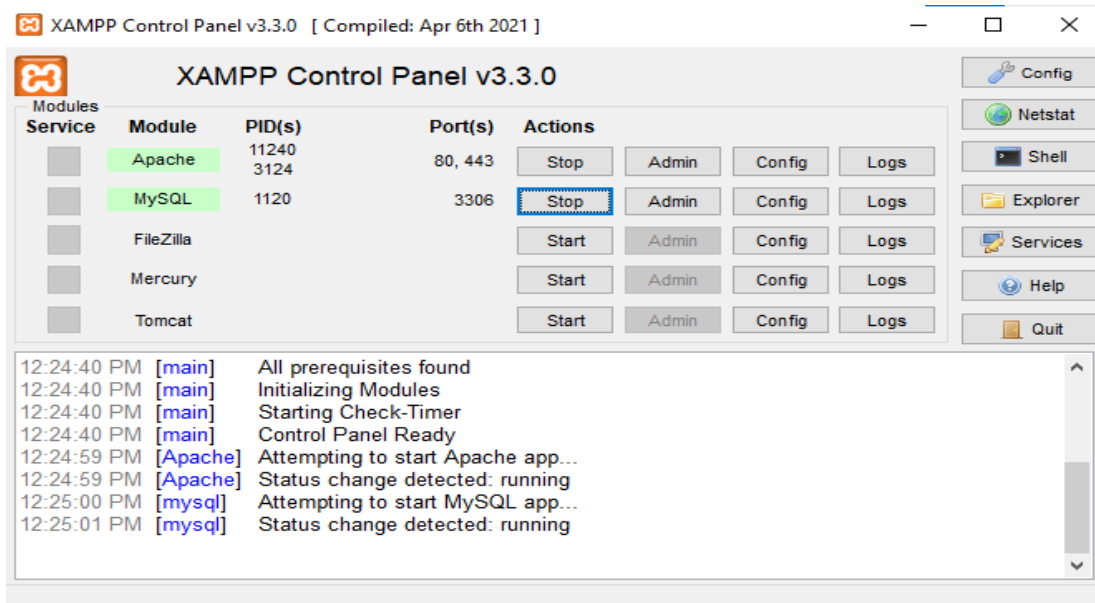 XAMPP Control Panel v3.3.0 [ Compiled: Apr 6th 2021 ]
XAMPP Control Panel v3.3.0
Config
Modules
Service Module PID(s) Port(s) Actions
Netstat
Apache 11240 80, 443 Stop Admin Config Logs
3124
Shell
MySQL 1120 3306 Stop Admin Config Logs
Explorer
FileZilla Start Admin Config Logs
Services
Mercury Start Admin Config Logs
Help
Tomcat Start Admin Config Logs
Quit
12:24:40 PM [main] All prerequisites found
12:24:40 PM [main] Initializing Modules
12:24:40 PM [main] Starting Check-Timer
12:24:40 PM [main] Control Panel Ready
12:24:59 PM [Apache] Attempting to start Apache app...
12:24:59 PM [Apache] Status change detected: running
12:25:00 PM [mysql] Attempting to start MySQL app...
12:25:01 PM [mysql] Status change detected: running